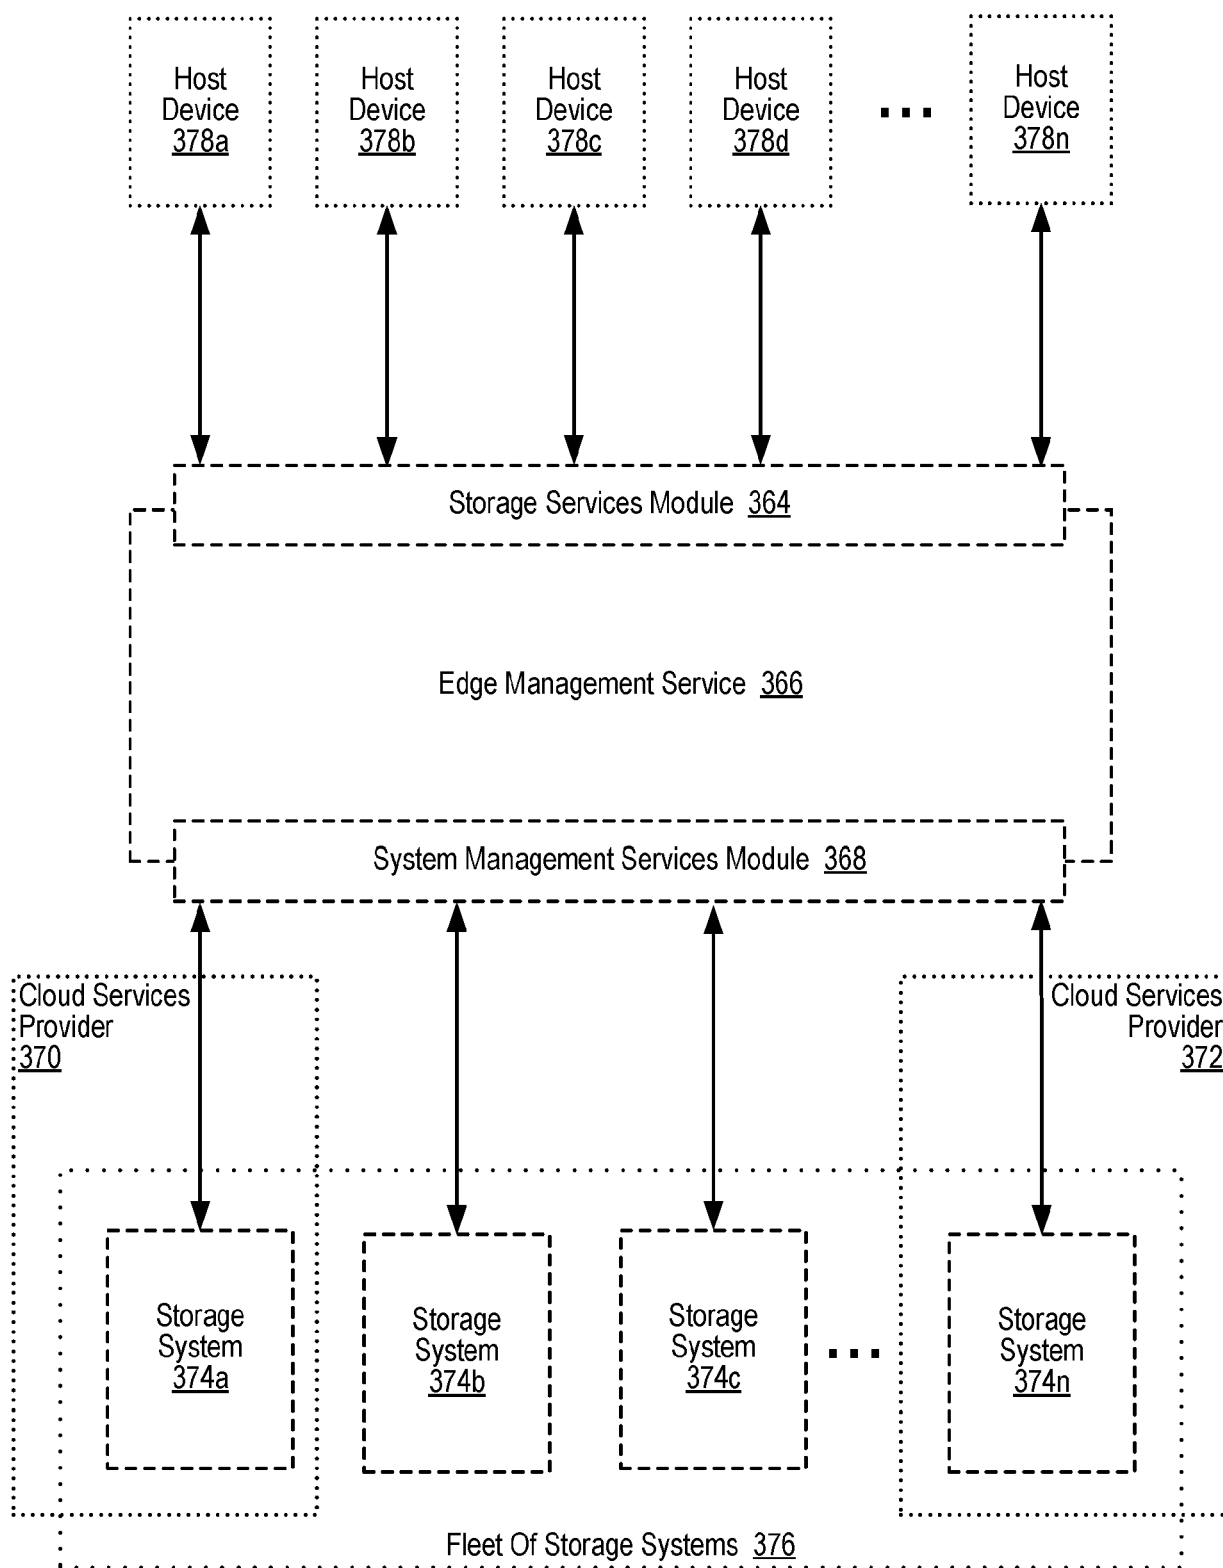 Host
Device
378a
Host
Device
378b
Host
Device
378c
Host
Device
378d
...
Host
Device
378n
Storage Services Module 364
Edge Management Service 366
System Management Services Module 368
Cloud Services
Provider
370
Cloud Services
Provider
372
Storage
System
374a
Storage
System
374b
Storage
System
374c
...
Storage
System
374n
Fleet Of Storage Systems 376